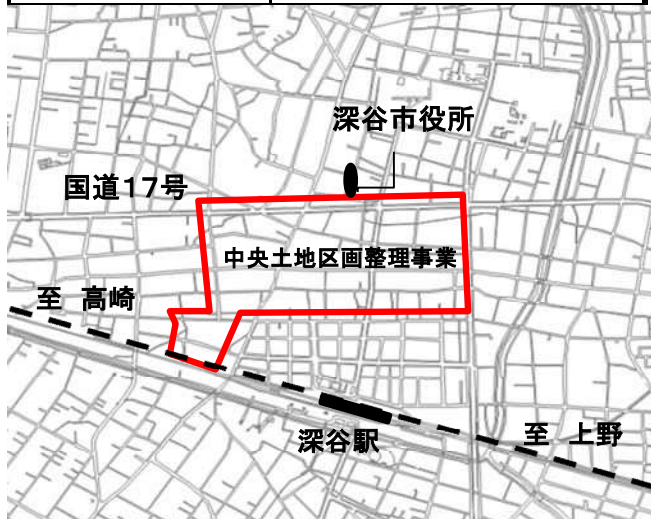 深谷市役所
国道17号
中央土地区画整理事業
至 高崎
深谷駅
至 上野